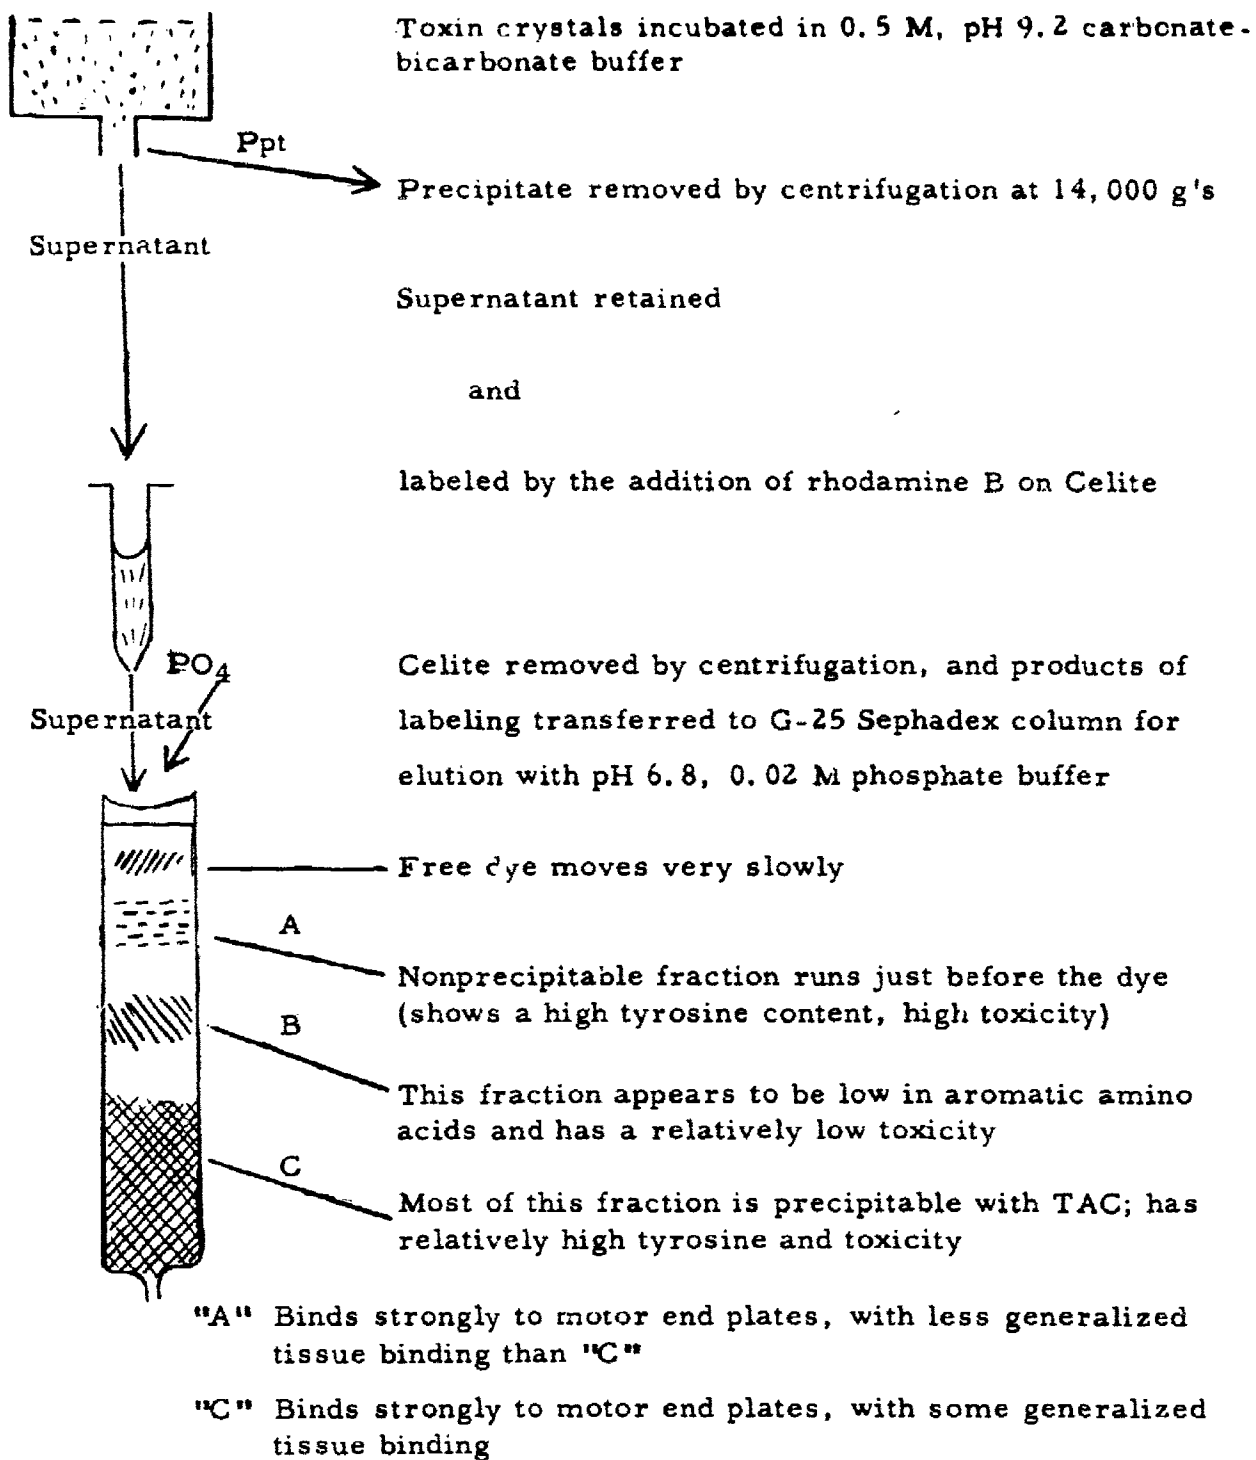 Toxin crystals incubated in 0.5 M, pH 9.2 carbonate-
bicarbonate buffer
Ppt
Precipitate removed by centrifugation at 14,000 g's
Supernatant
Supernatant retained
and
labeled by the addition of rhodamine B on Celite
PO4
Celite removed by centrifugation, and products of
Supernatant
labeling transferred to G-25 Sephadex column for
elution with pH 6.8, 0.02 M phosphate buffer
Free dye moves very slowly
A
Nonprecipitable fraction runs just before the dye
(shows a high tyrosine content, high toxicity)
B
This fraction appears to be low in aromatic amino
acids and has a relatively low toxicity
C
Most of this fraction is precipitable with TAC; has
relatively high tyrosine and toxicity
"A" Binds strongly to motor end plates, with less generalized
tissue binding than "C"
"C" Binds strongly to motor end plates, with some generalized
tissue binding